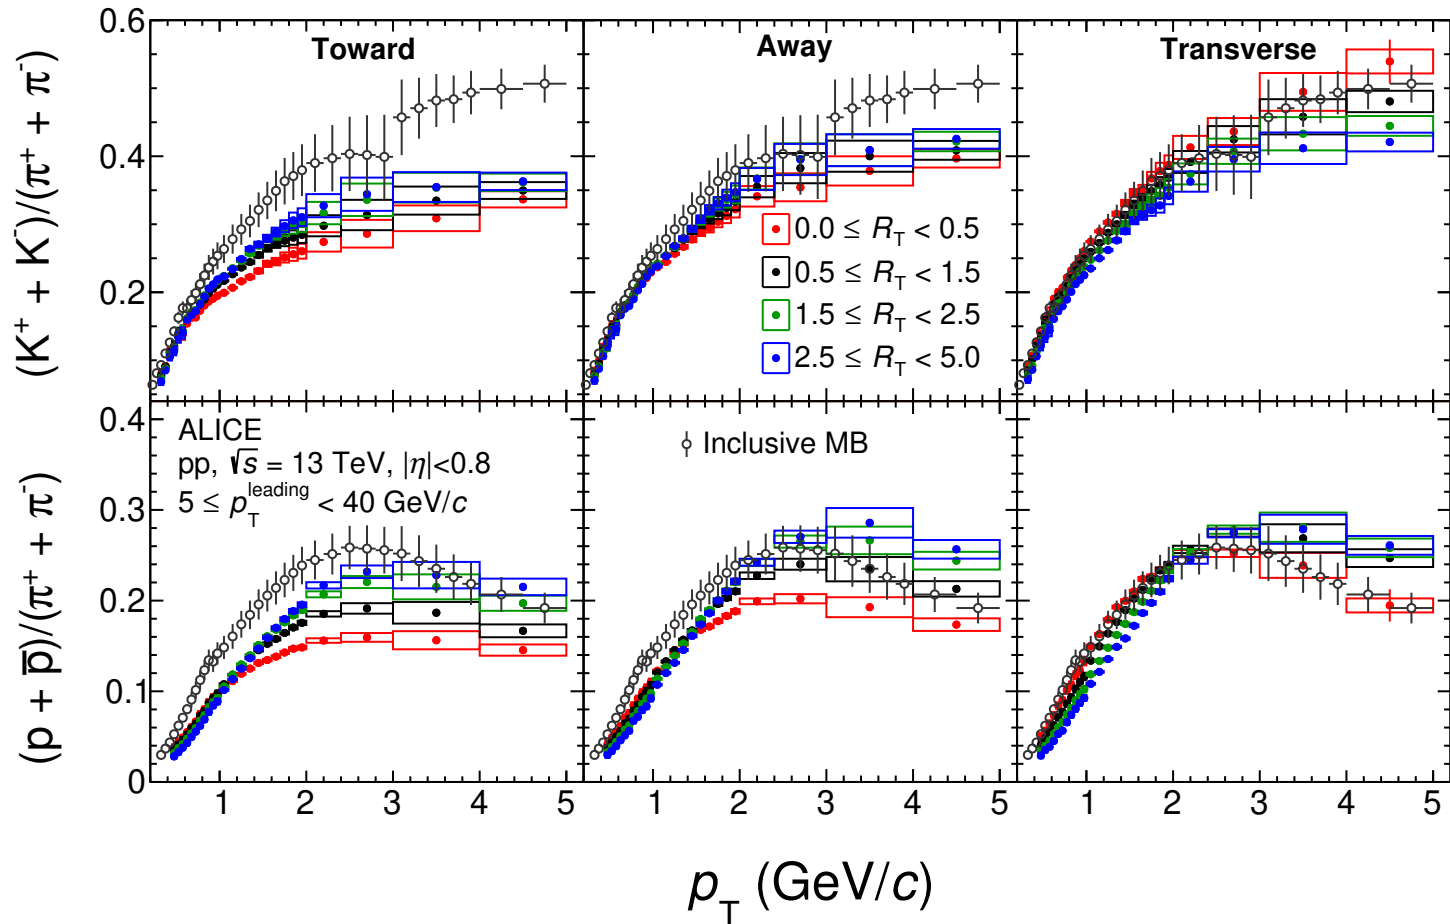 Toward
Away
Transverse
(K⁺ + K⁻)/(π⁺ + π⁻)
0.6
0.4
0.2
0.0 ≤ R_T < 0.5
0.5 ≤ R_T < 1.5
1.5 ≤ R_T < 2.5
2.5 ≤ R_T < 5.0
(p + p̅)/(π⁺ + π⁻)
0.4
0.3
0.2
0.1
0
ALICE
pp, √s = 13 TeV, |η|<0.8
5 ≤ p_T^leading < 40 GeV/c
Inclusive MB
1 2 3 4 5
1 2 3 4 5
1 2 3 4 5
p_T (GeV/c)